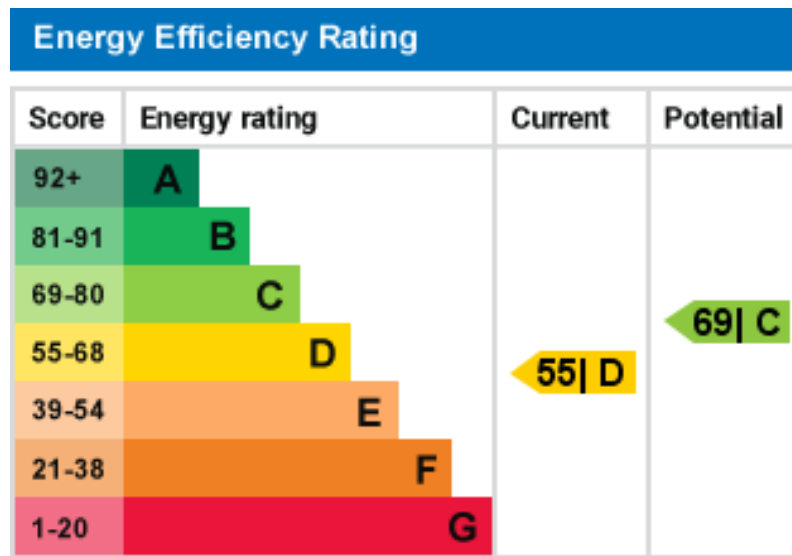 Energy Efficiency Rating
Score Energy rating Current Potential
92+ A
81-91 B
69-80 C
69| C
55-68 D
55| D
39-54 E
21-38 F
1-20 G